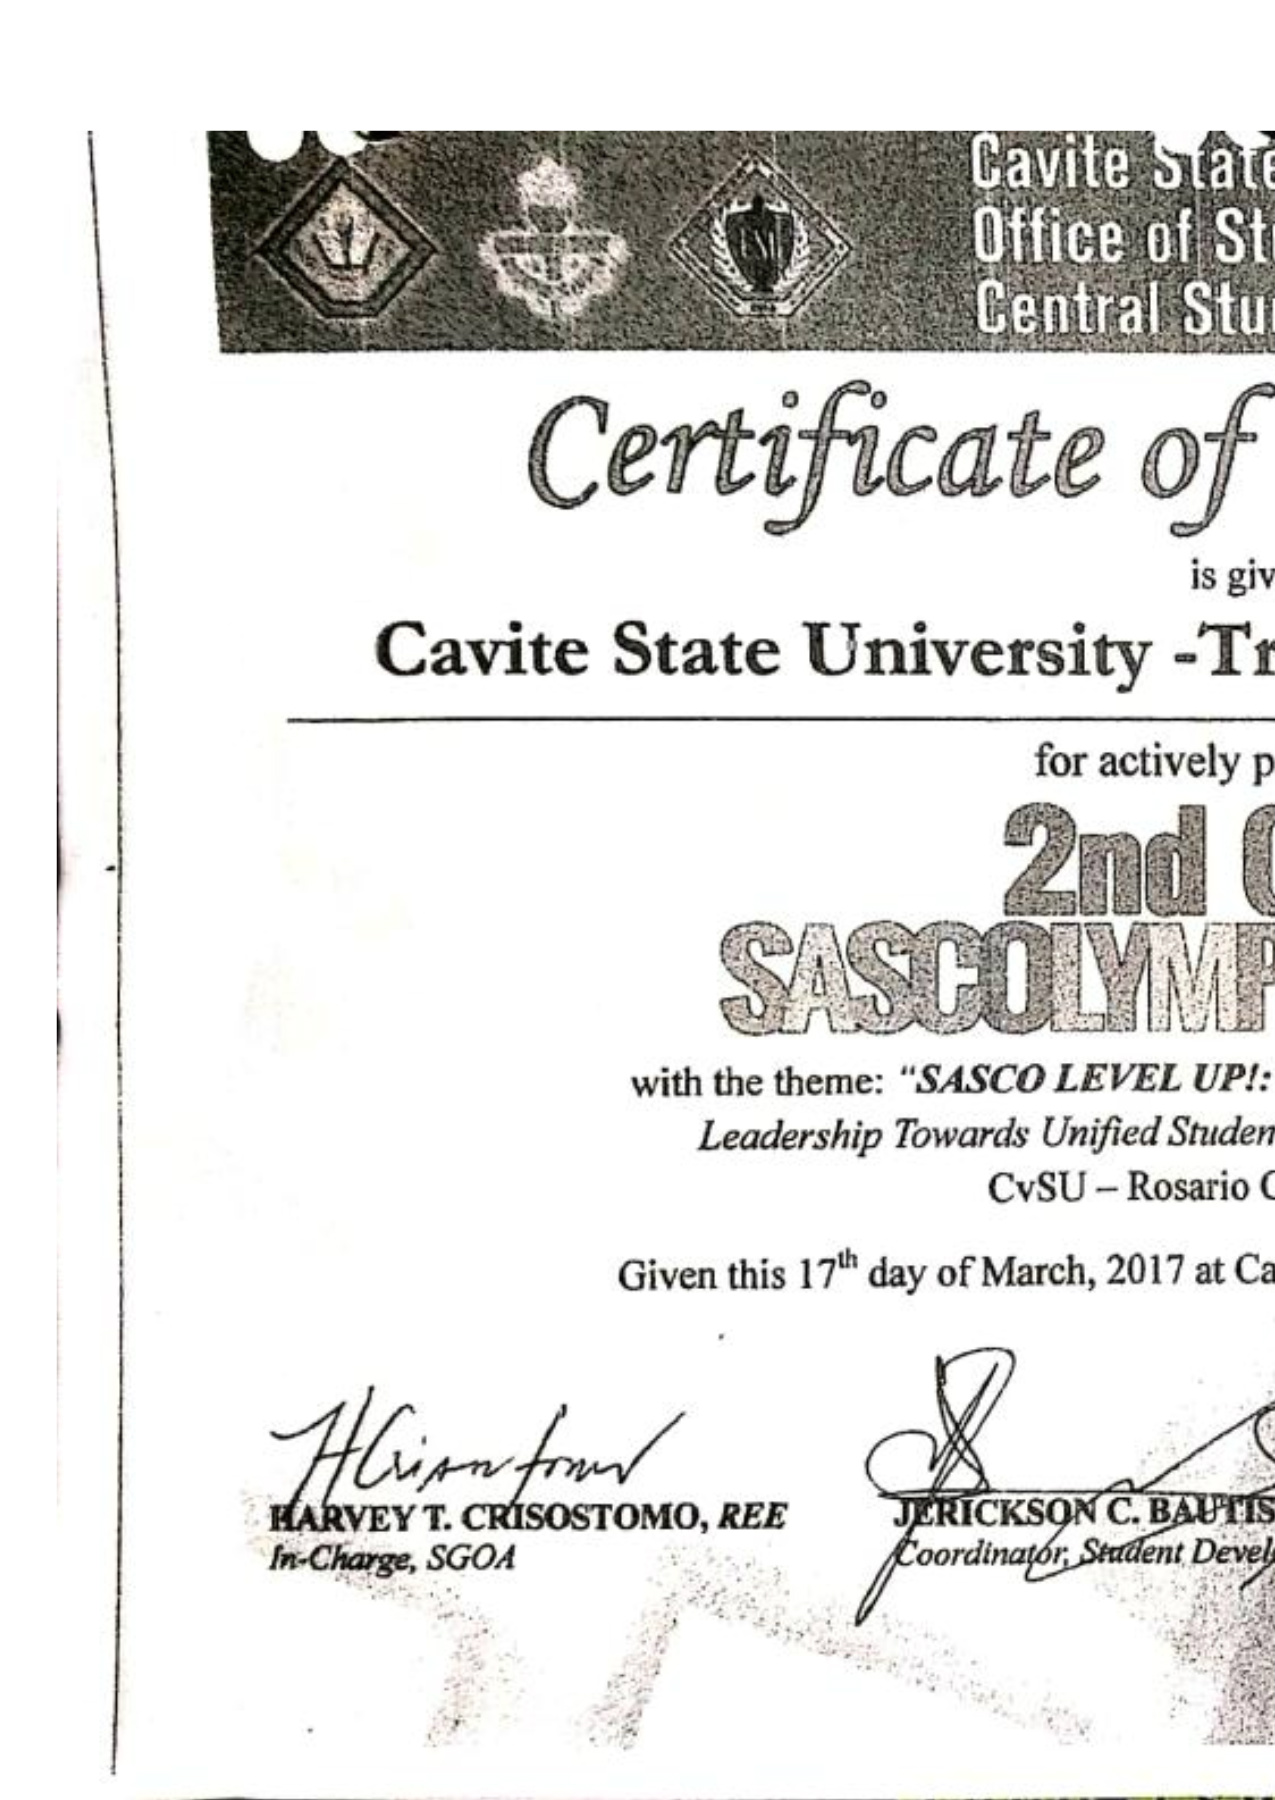 Cavite State
Office of St
Central Stu
Certificate of
is giv
Cavite State University -Tr
for actively p
2nd C
SASCOLYMP
with the theme: "SASCO LEVEL UP!:
Leadership Towards Unified Studen
CvSU – Rosario C
Given this 17th day of March, 2017 at Ca
HCrisostomo
HARVEY T. CRISOSTOMO, REE
JERICKSON C. BAUTIS
In-Charge, SGOA
Coordinator, Student Devel